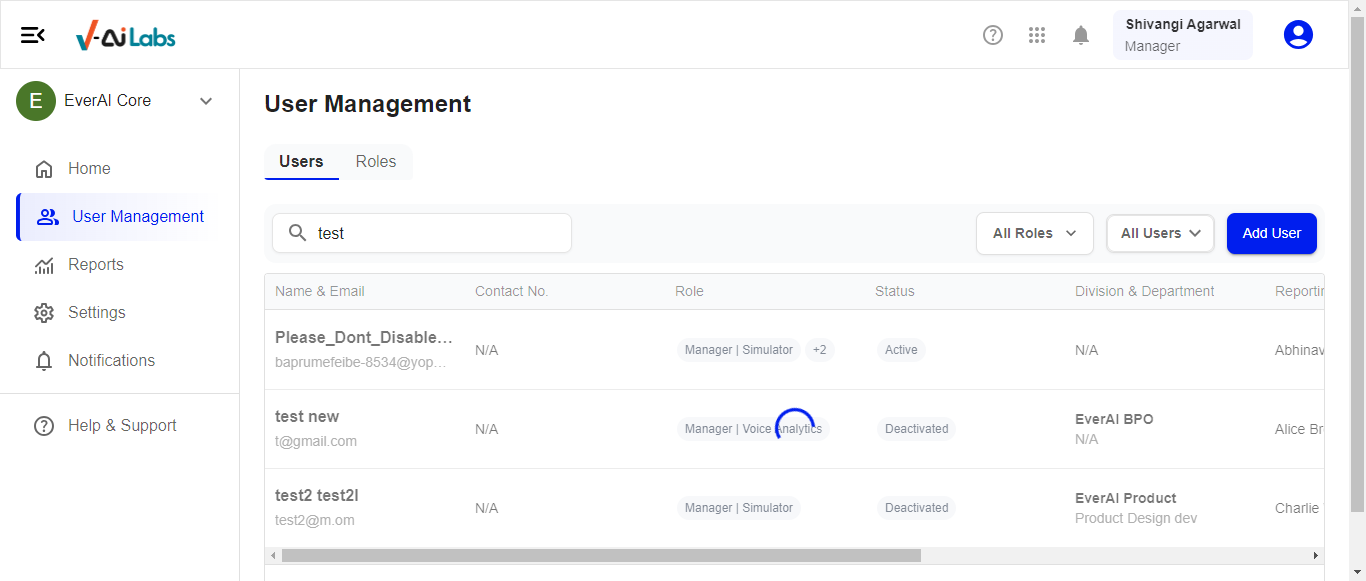 V-Ai Labs
Shivangi Agarwal
Manager
E EverAI Core
User Management
Users Roles
Home
User Management
Reports
Settings
Notifications
Help & Support
test
All Roles All Users Add User
Name & Email Contact No. Role Status Division & Department Reportin
Please_Dont_Disable...
baprumefeibe-8534@yop...
N/A Manager | Simulator +2 Active N/A Abhinav
test new
t@gmail.com
N/A Manager | Voice Analytics Deactivated
EverAI BPO
N/A
Alice Br
test2 test2l
test2@m.om
N/A Manager | Simulator Deactivated
EverAI Product
Product Design dev
Charlie